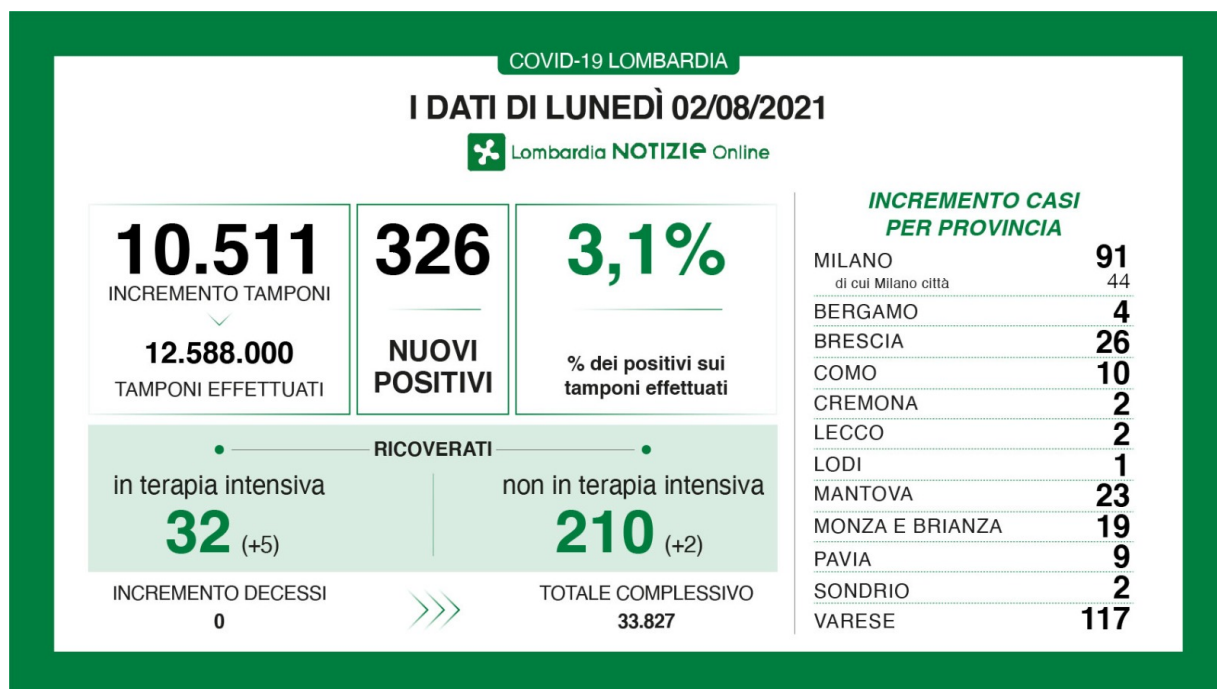 COVID-19 LOMBARDIA
I DATI DI LUNEDÌ 02/08/2021
Lombardia NOTIZIE Online
10.511
INCREMENTO TAMPONI
12.588.000
TAMPONI EFFETTUATI
326
NUOVI
POSITIVI
3,1%
% dei positivi sui
tamponi effettuati
RICOVERATI
in terapia intensiva
32 (+5)
non in terapia intensiva
210 (+2)
INCREMENTO DECESSI
0
TOTALE COMPLESSIVO
33.827
INCREMENTO CASI
PER PROVINCIA
MILANO 91
di cui Milano città 44
BERGAMO 4
BRESCIA 26
COMO 10
CREMONA 2
LECCO 2
LODI 1
MANTOVA 23
MONZA E BRIANZA 19
PAVIA 9
SONDRIO 2
VARESE 117